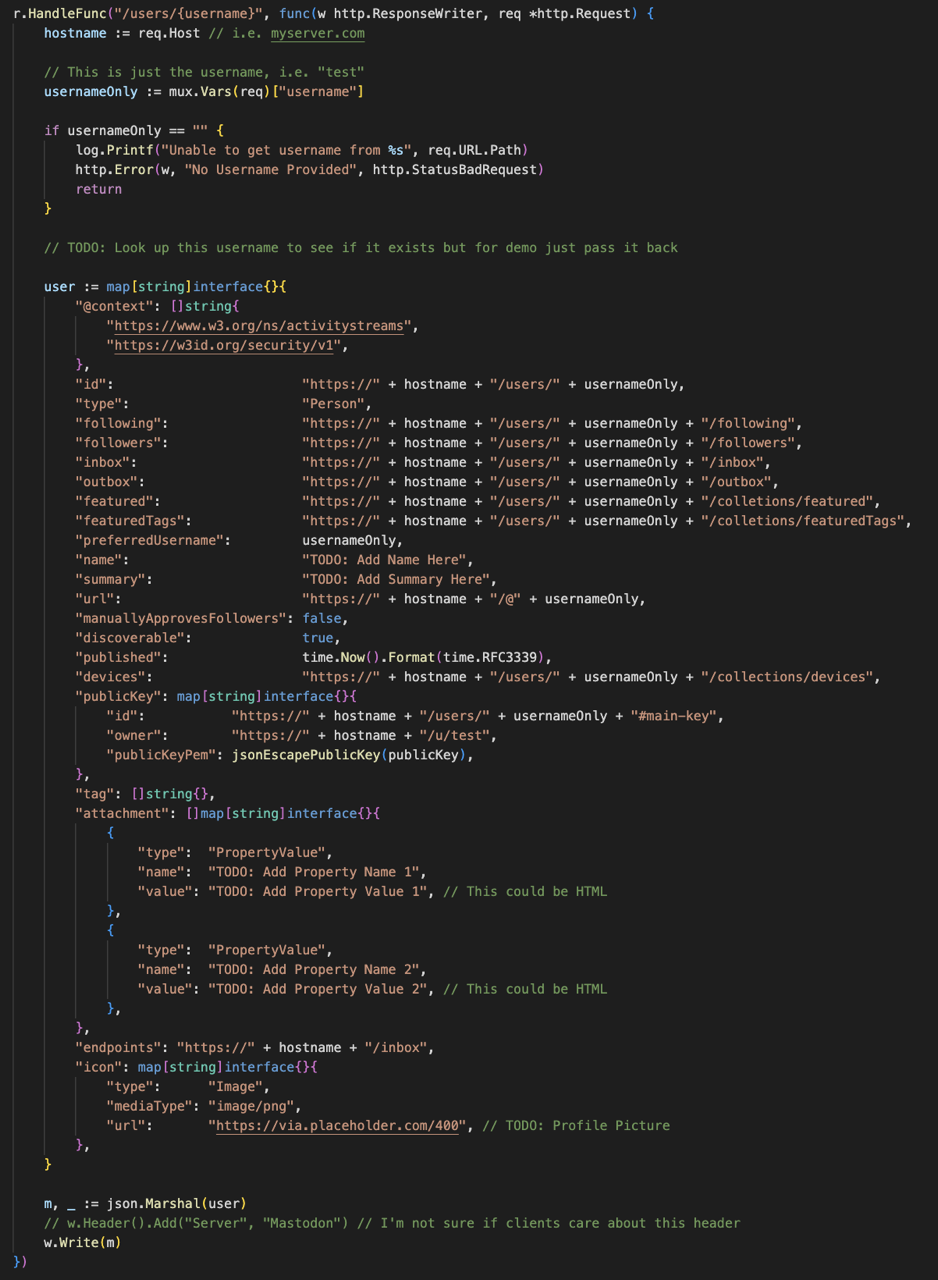 r.HandleFunc("/users/{username}", func(w http.ResponseWriter, req *http.Request) {
    hostname := req.Host // i.e. myserver.com

    // This is just the username, i.e. "test"
    usernameOnly := mux.Vars(req)["username"]

    if usernameOnly == "" {
        log.Printf("Unable to get username from %s", req.URL.Path)
        http.Error(w, "No Username Provided", http.StatusBadRequest)
        return
    }

    // TODO: Look up this username to see if it exists but for demo just pass it back

    user := map[string]interface{}{
        "@context": []string{
            "https://www.w3.org/ns/activitystreams",
            "https://w3id.org/security/v1",
        },
        "id":                        "https://" + hostname + "/users/" + usernameOnly,
        "type":                      "Person",
        "following":                 "https://" + hostname + "/users/" + usernameOnly + "/following",
        "followers":                 "https://" + hostname + "/users/" + usernameOnly + "/followers",
        "inbox":                     "https://" + hostname + "/users/" + usernameOnly + "/inbox",
        "outbox":                    "https://" + hostname + "/users/" + usernameOnly + "/outbox",
        "featured":                  "https://" + hostname + "/users/" + usernameOnly + "/colletions/featured",
        "featuredTags":              "https://" + hostname + "/users/" + usernameOnly + "/colletions/featuredTags",
        "preferredUsername":         usernameOnly,
        "name":                      "TODO: Add Name Here",
        "summary":                   "TODO: Add Summary Here",
        "url":                       "https://" + hostname + "/@" + usernameOnly,
        "manuallyApprovesFollowers": false,
        "discoverable":              true,
        "published":                 time.Now().Format(time.RFC3339),
        "devices":                   "https://" + hostname + "/users/" + usernameOnly + "/collections/devices",
        "publicKey": map[string]interface{}{
            "id":           "https://" + hostname + "/users/" + usernameOnly + "#main-key",
            "owner":        "https://" + hostname + "/u/test",
            "publicKeyPem": jsonEscapePublicKey(publicKey),
        },
        "tag": []string{},
        "attachment": []map[string]interface{}{
            {
                "type":  "PropertyValue",
                "name":  "TODO: Add Property Name 1",
                "value": "TODO: Add Property Value 1", // This could be HTML
            },
            {
                "type":  "PropertyValue",
                "name":  "TODO: Add Property Name 2",
                "value": "TODO: Add Property Value 2", // This could be HTML
            },
        },
        "endpoints": "https://" + hostname + "/inbox",
        "icon": map[string]interface{}{
            "type":      "Image",
            "mediaType": "image/png",
            "url":       "https://via.placeholder.com/400", // TODO: Profile Picture
        },
    }

    m, _ := json.Marshal(user)
    // w.Header().Add("Server", "Mastodon") // I'm not sure if clients care about this header
    w.Write(m)
})